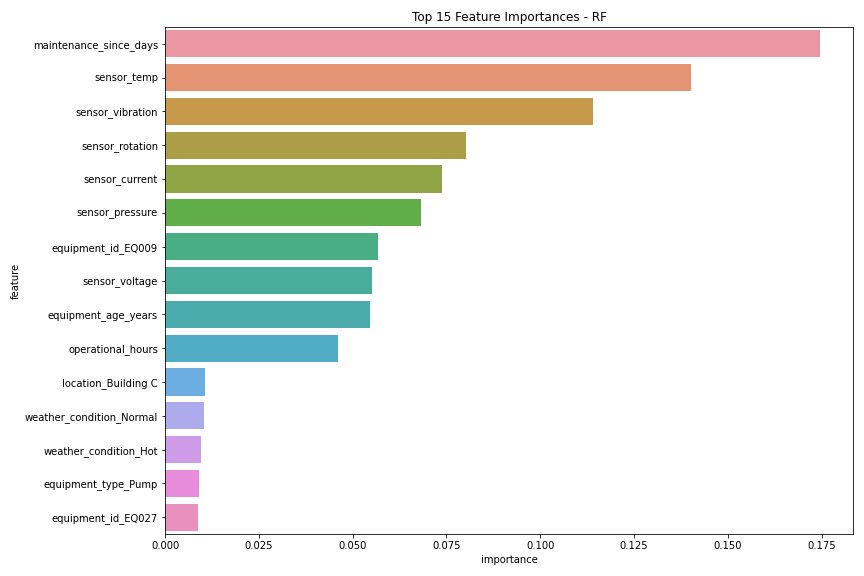 Top 15 Feature Importances - RF
maintenance_since_days
sensor_temp
sensor_vibration
sensor_rotation
sensor_current
sensor_pressure
equipment_id_EQ009
sensor_voltage
equipment_age_years
operational_hours
location_Building C
weather_condition_Normal
weather_condition_Hot
equipment_type_Pump
equipment_id_EQ027
feature
0.000 0.025 0.050 0.075 0.100 0.125 0.150 0.175
importance